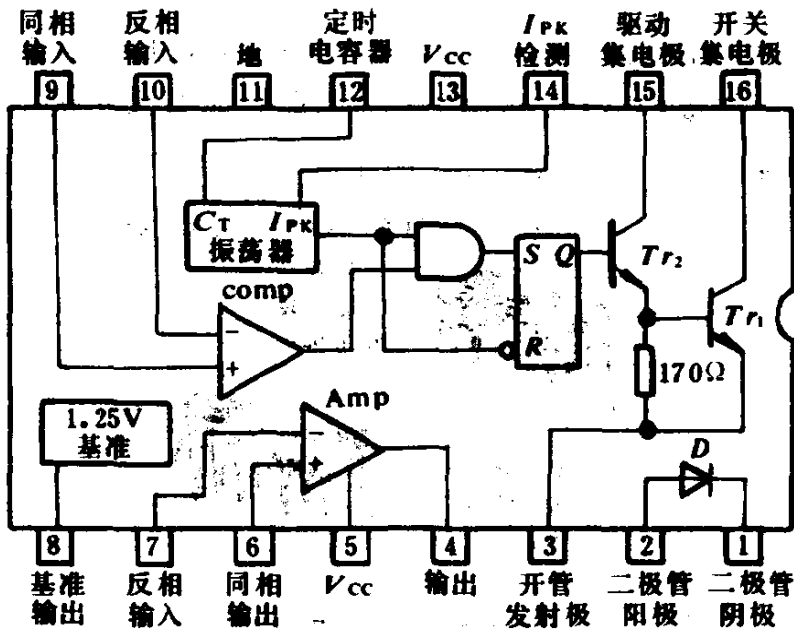 同相 反相 定时 IPK 驱动 开关
输入 输入 地 电容器 VCC 检测 集电极 集电极
9 10 11 12 13 14 15 16
CT IPK
振荡器
S Q Tr2
comp
− Tr1
+ R
170Ω
1.25V Amp
基准 −
+ D
8 7 6 5 4 3 2 1
基准 反相 同相 VCC 输出 开管 二极管 二极管
输出 输入 输出 发射极 阳极 阴极